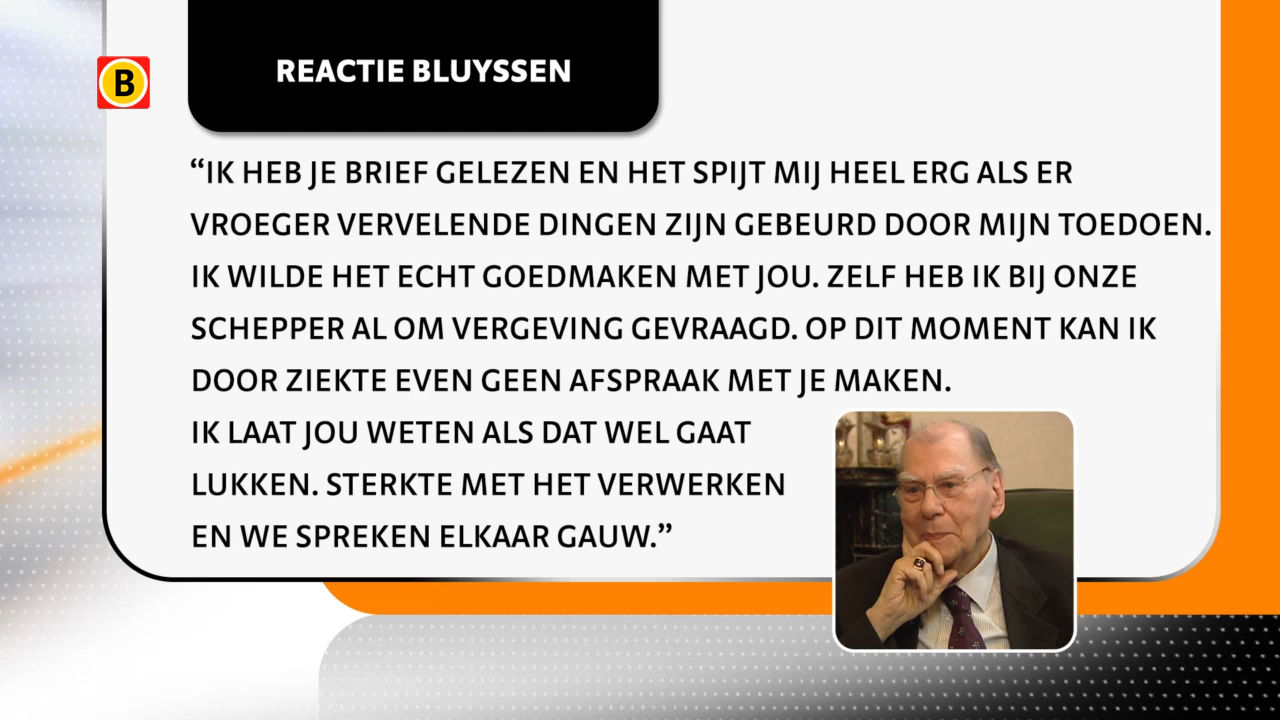 B
REACTIE BLUYSSEN
“IK HEB JE BRIEF GELEZEN EN HET SPIJT MIJ HEEL ERG ALS ER
VROEGER VERVELENDE DINGEN ZIJN GEBEURD DOOR MIJN TOEDOEN.
IK WILDE HET ECHT GOEDMAKEN MET JOU. ZELF HEB IK BIJ ONZE
SCHEPPER AL OM VERGEVING GEVRAAGD. OP DIT MOMENT KAN IK
DOOR ZIEKTE EVEN GEEN AFSPRAAK MET JE MAKEN.
IK LAAT JOU WETEN ALS DAT WEL GAAT
LUKKEN. STERKTE MET HET VERWERKEN
EN WE SPREKEN ELKAAR GAUW.”